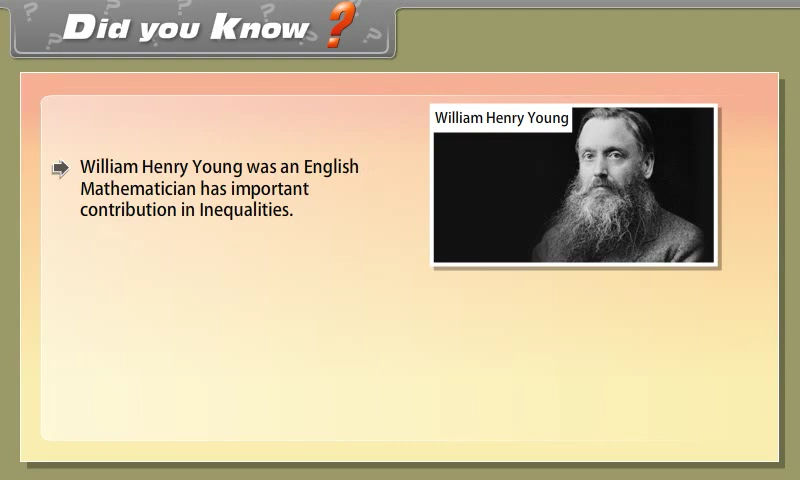 Did you Know ?
William Henry Young
William Henry Young was an English
Mathematician has important
contribution in Inequalities.